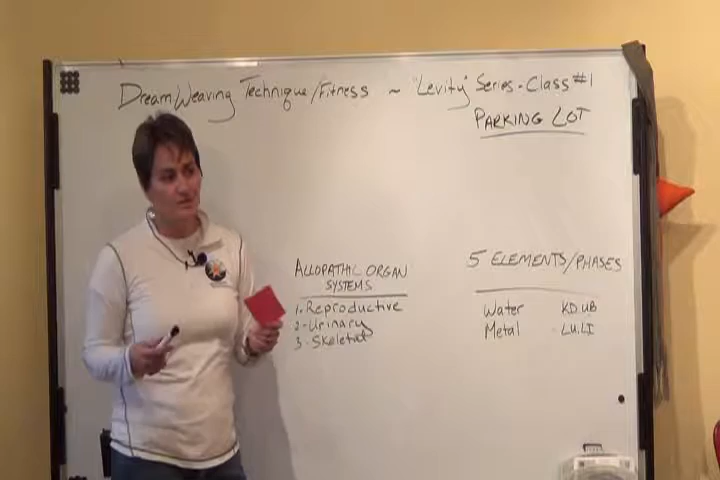 DreamWeaving Technique/Fitness ~ "Levity" Series - Class #1
PARKING LOT
ALLOPATHIC ORGAN
SYSTEMS
1. Reproductive
2 - Urinary
3 - Skeletal
5 ELEMENTS/PHASES
Water KD.UB
Metal LU.LI